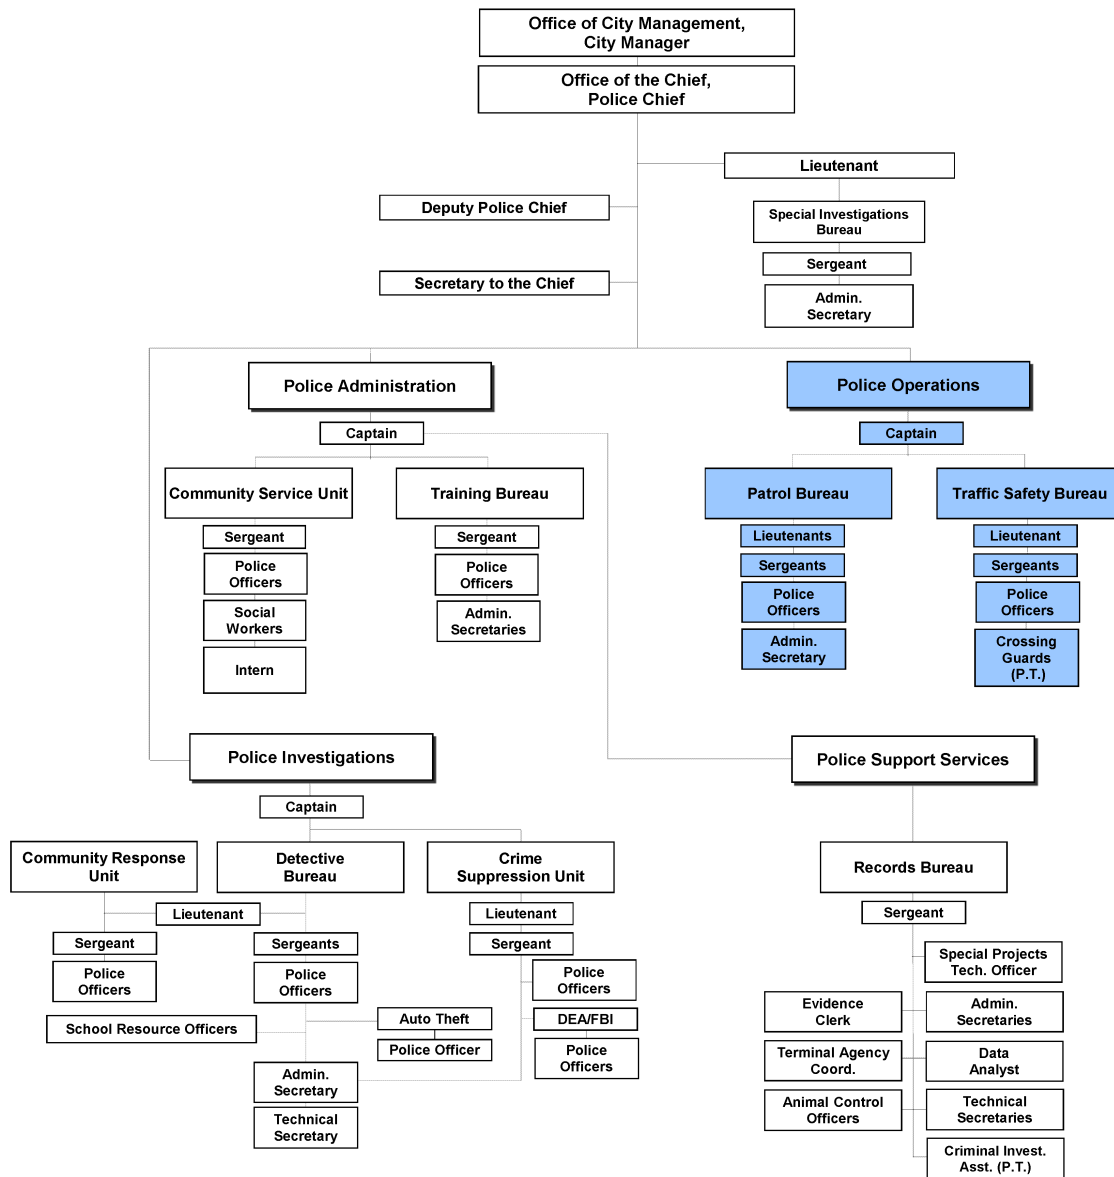 Office of City Management,
City Manager
Office of the Chief,
Police Chief
Lieutenant
Deputy Police Chief
Special Investigations
Bureau
Sergeant
Secretary to the Chief
Admin.
Secretary
Police Administration
Police Operations
Captain
Captain
Community Service Unit
Training Bureau
Patrol Bureau
Traffic Safety Bureau
Sergeant
Police
Officers
Social
Workers
Intern
Sergeant
Police
Officers
Admin.
Secretaries
Lieutenants
Sergeants
Police
Officers
Admin.
Secretary
Lieutenant
Sergeants
Police
Officers
Crossing
Guards
(P.T.)
Police Investigations
Police Support Services
Captain
Community Response
Unit
Detective
Bureau
Crime
Suppression Unit
Records Bureau
Lieutenant
Sergeant
Police
Officers
Sergeants
Police
Officers
School Resource Officers
Auto Theft
Police Officer
Admin.
Secretary
Technical
Secretary
Lieutenant
Sergeant
Police
Officers
DEA/FBI
Police
Officers
Sergeant
Special Projects
Tech. Officer
Evidence
Clerk
Admin.
Secretaries
Terminal Agency
Coord.
Data
Analyst
Animal Control
Officers
Technical
Secretaries
Criminal Invest.
Asst. (P.T.)